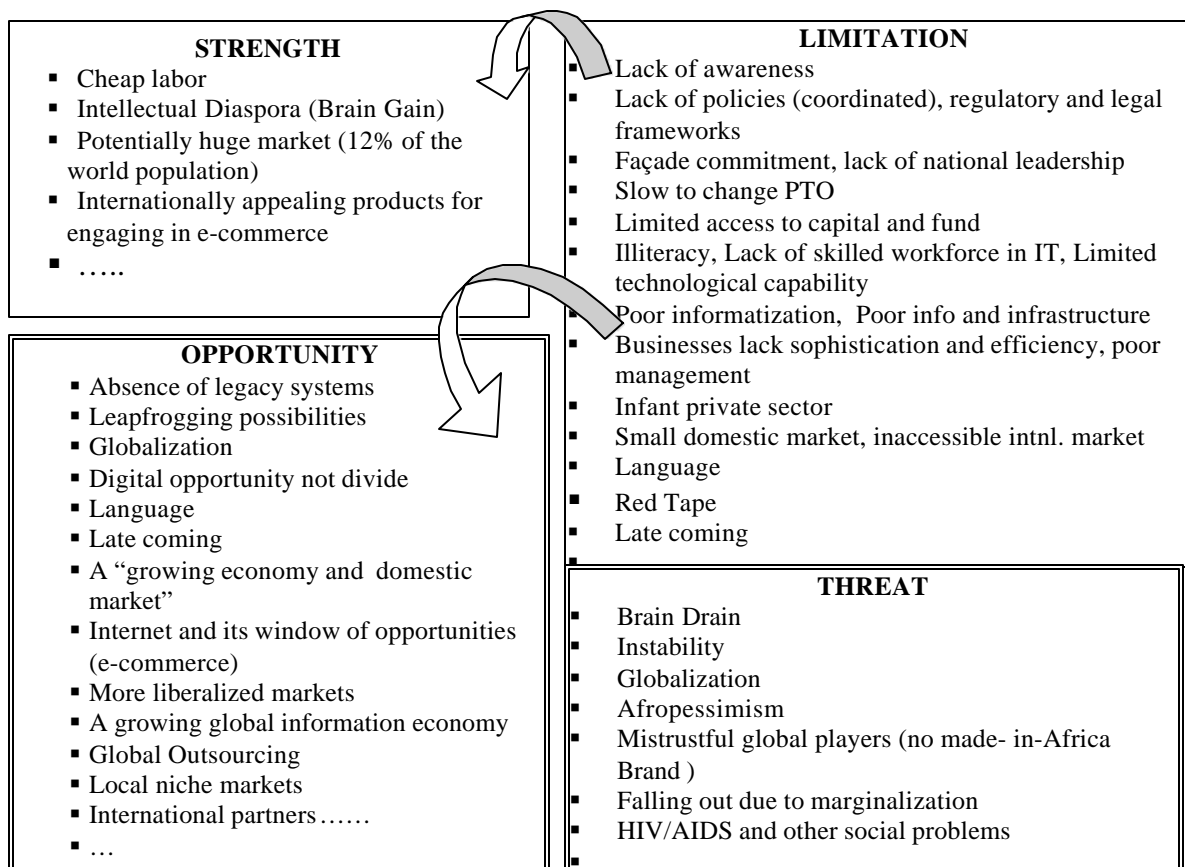 STRENGTH
▪ Cheap labor
▪ Intellectual Diaspora (Brain Gain)
▪ Potentially huge market (12% of the
world population)
▪ Internationally appealing products for
engaging in e-commerce
▪ …..
OPPORTUNITY
▪ Absence of legacy systems
▪ Leapfrogging possibilities
▪ Globalization
▪ Digital opportunity not divide
▪ Language
▪ Late coming
▪ A “growing economy and domestic
market”
▪ Internet and its window of opportunities
(e-commerce)
▪ More liberalized markets
▪ A growing global information economy
▪ Global Outsourcing
▪ Local niche markets
▪ International partners……
▪ …
LIMITATION
▪ Lack of awareness
▪ Lack of policies (coordinated), regulatory and legal
frameworks
▪ Façade commitment, lack of national leadership
▪ Slow to change PTO
▪ Limited access to capital and fund
▪ Illiteracy, Lack of skilled workforce in IT, Limited
technological capability
▪ Poor informatization, Poor info and infrastructure
▪ Businesses lack sophistication and efficiency, poor
management
▪ Infant private sector
▪ Small domestic market, inaccessible intnl. market
▪ Language
▪ Red Tape
▪ Late coming
▪
THREAT
▪ Brain Drain
▪ Instability
▪ Globalization
▪ Afropessimism
▪ Mistrustful global players (no made- in-Africa
Brand )
▪ Falling out due to marginalization
▪ HIV/AIDS and other social problems
▪